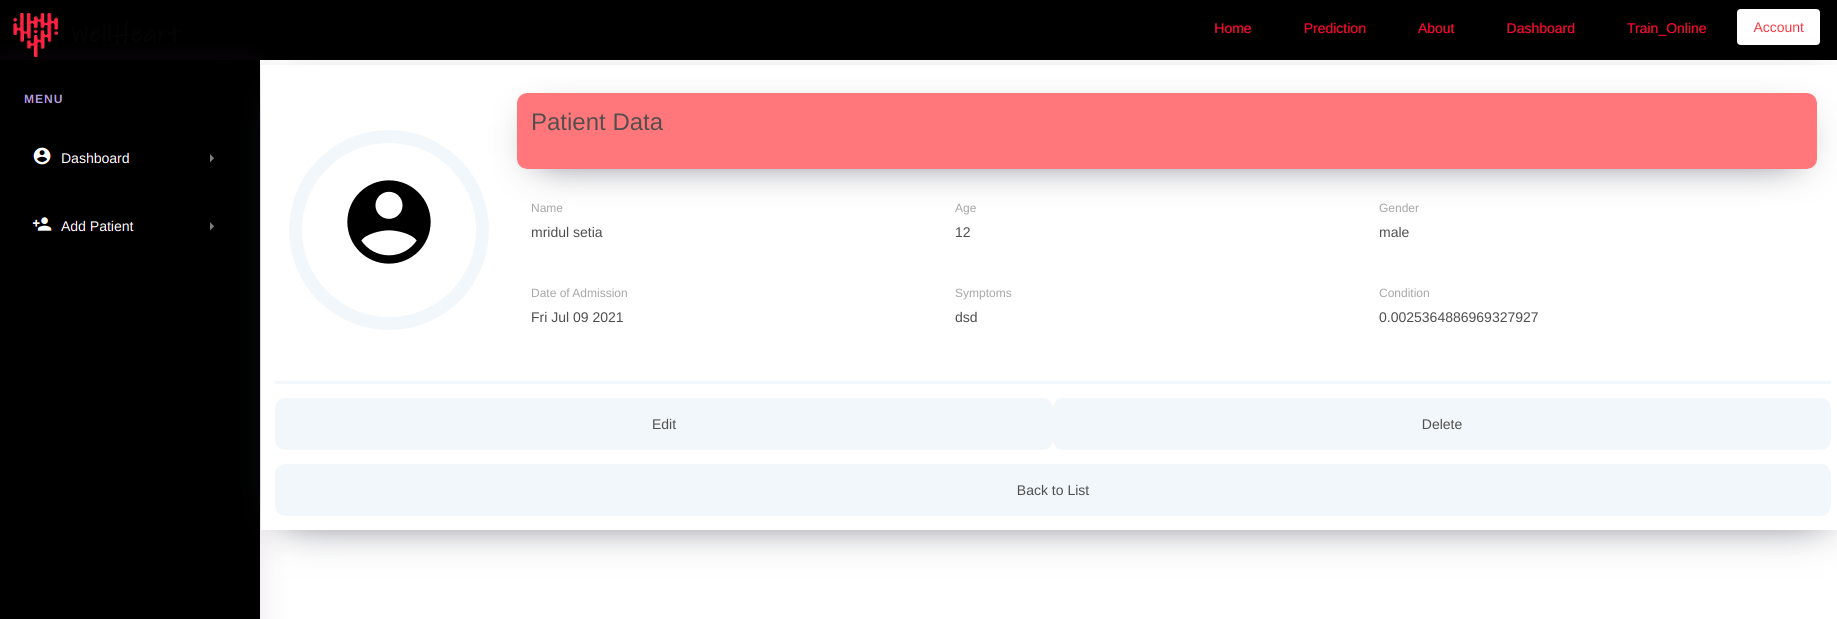 wellHeart
Home Prediction About Dashboard Train_Online Account
MENU
Dashboard
Add Patient
Patient Data
Name Age Gender
mridul setia 12 male
Date of Admission Symptoms Condition
Fri Jul 09 2021 dsd 0.0025364886969327927
Edit Delete
Back to List